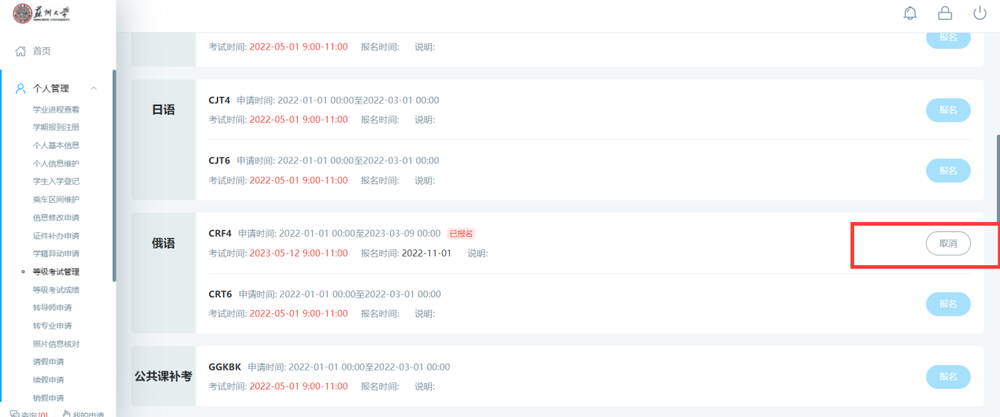 蘇州大学
SOOCHOW UNIVERSITY
首页
个人管理
学业进程查看
学期报到注册
个人基本信息
个人信息维护
学生入学登记
乘车区间维护
信息修改申请
证件补办申请
学籍异动申请
等级考试管理
等级考试成绩
转导师申请
转专业申请
照片信息核对
请假申请
续假申请
销假申请
咨询[0] 我的申请
考试时间: 2022-05-01 9:00-11:00 报名时间: 说明:
报名
日语
CJT4 申请时间: 2022-01-01 00:00至2022-03-01 00:00
考试时间: 2022-05-01 9:00-11:00 报名时间: 说明:
报名
CJT6 申请时间: 2022-01-01 00:00至2022-03-01 00:00
考试时间: 2022-05-01 9:00-11:00 报名时间: 说明:
报名
俄语
CRF4 申请时间: 2022-01-01 00:00至2023-03-09 00:00 已报名
考试时间: 2023-05-12 9:00-11:00 报名时间: 2022-11-01 说明:
取消
CRT6 申请时间: 2022-01-01 00:00至2022-03-01 00:00
考试时间: 2022-05-01 9:00-11:00 报名时间: 说明:
报名
公共课补考
GGKBK 申请时间: 2022-01-01 00:00至2022-03-01 00:00
考试时间: 2022-05-01 9:00-11:00 报名时间: 说明:
报名